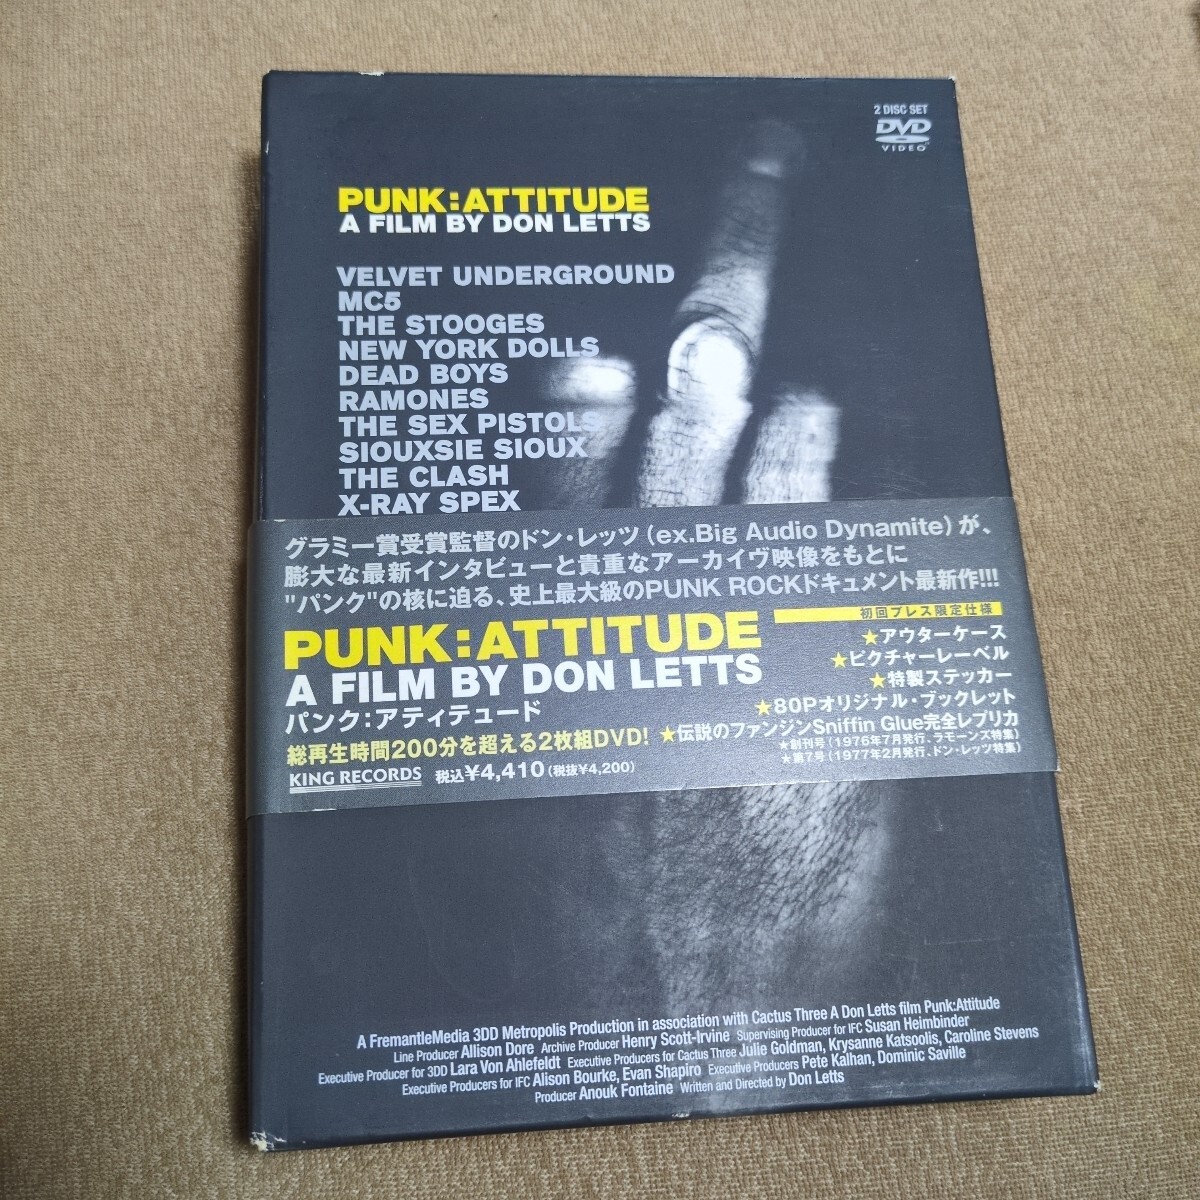 2 DISC SET
DVD
VIDEO
PUNK:ATTITUDE
A FILM BY DON LETTS
VELVET UNDERGROUND
MC5
THE STOOGES
NEW YORK DOLLS
DEAD BOYS
RAMONES
THE SEX PISTOLS
SIOUXSIE SIOUX
THE CLASH
X-RAY SPEX
グラミー賞受賞監督のドン・レッツ(ex.Big Audio Dynamite)が、
膨大な最新インタビューと貴重なアーカイヴ映像をもとに
"パンク"の核に迫る、史上最大級のPUNK ROCKドキュメント最新作!!!
PUNK:ATTITUDE
A FILM BY DON LETTS
パンク:アティテュード
総再生時間200分を超える2枚組DVD!
KING RECORDS 税込¥4,410(税抜¥4,200)
初回プレス限定仕様
★アウターケース
★ピクチャーレーベル
★特製ステッカー
★80Pオリジナル・ブックレット
★伝説のファンジンSniffin Glue完全レプリカ
★創刊号(1976年7月発行、ラモーンズ特集)
★第7号(1977年2月発行、ドン・レッツ特集)
A FremantleMedia 3DD Metropolis Production in association with Cactus Three A Don Letts film Punk:Attitude
Line Producer Allison Dore Archive Producer Henry Scott-Irvine Supervising Producer for IFC Susan Heimbinder
Executive Producer for 3DD Lara Von Ahlefeldt Executive Producers for Cactus Three Julie Goldman, Krysanne Katsoolis, Caroline Stevens
Executive Producers for IFC Alison Bourke, Evan Shapiro Executive Producers Pete Kalhan, Dominic Saville
Producer Anouk Fontaine Written and Directed by Don Letts